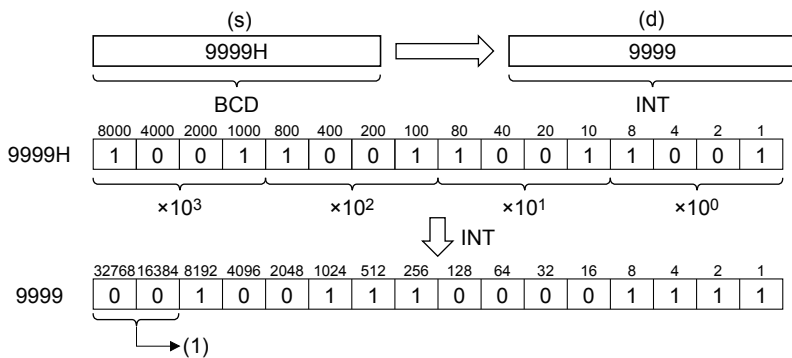 (s) (d)
9999H 9999
BCD INT
8000 4000 2000 1000 800 400 200 100 80 40 20 10 8 4 2 1
9999H 1 0 0 1 1 0 0 1 1 0 0 1 1 0 0 1
×10³ ×10² ×10¹ ×10⁰
INT
32768 16384 8192 4096 2048 1024 512 256 128 64 32 16 8 4 2 1
9999 0 0 1 0 0 1 1 1 0 0 0 0 1 1 1 1
(1)